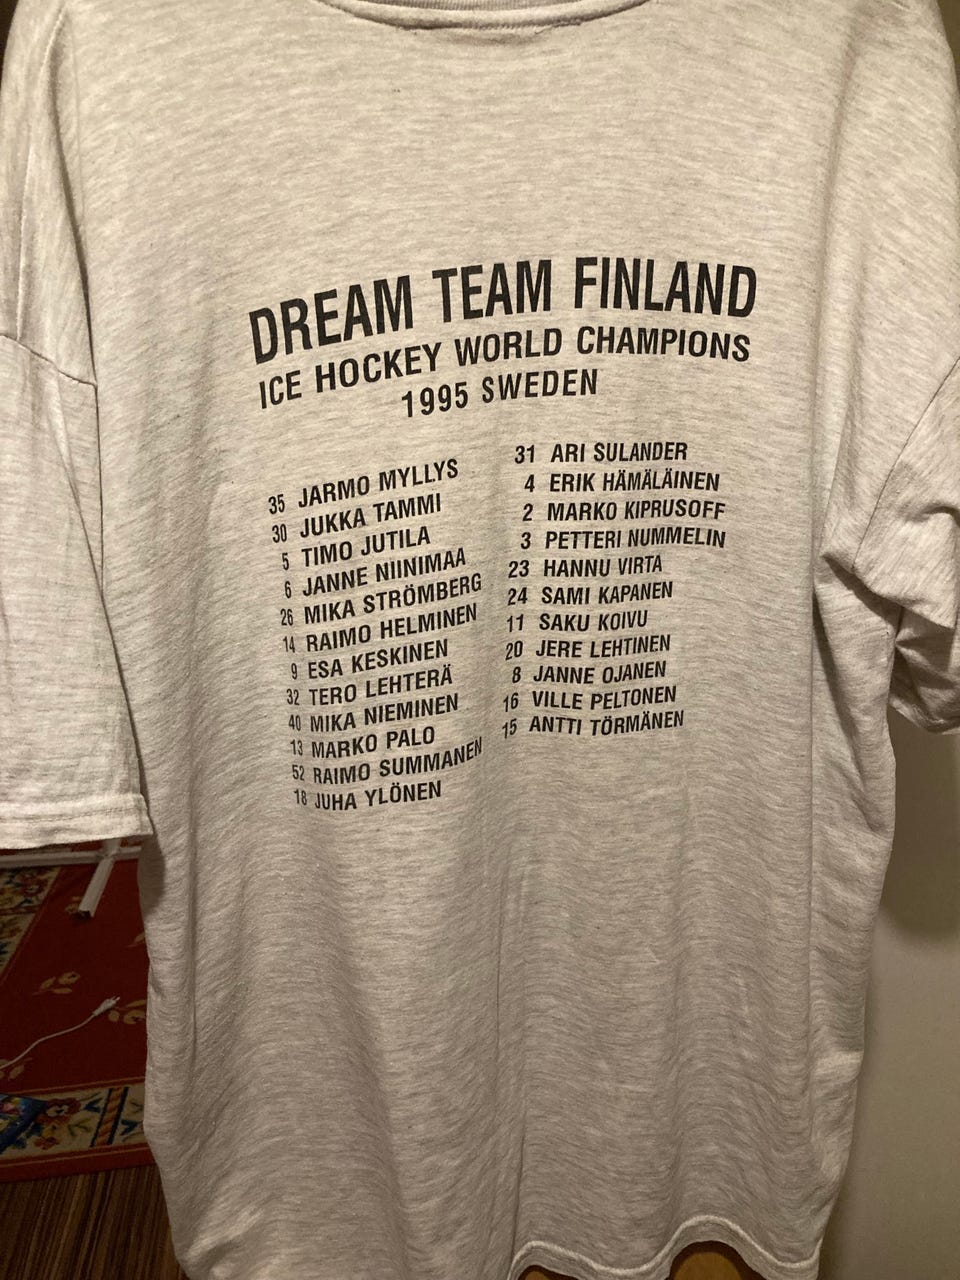 DREAM TEAM FINLAND
ICE HOCKEY WORLD CHAMPIONS
1995 SWEDEN
35 JARMO MYLLYS
30 JUKKA TAMMI
5 TIMO JUTILA
6 JANNE NIINIMAA
26 MIKA STRÖMBERG
14 RAIMO HELMINEN
9 ESA KESKINEN
32 TERO LEHTERÄ
40 MIKA NIEMINEN
13 MARKO PALO
52 RAIMO SUMMANEN
18 JUHA YLÖNEN
31 ARI SULANDER
4 ERIK HÄMÄLÄINEN
2 MARKO KIPRUSOFF
3 PETTERI NUMMELIN
23 HANNU VIRTA
24 SAMI KAPANEN
11 SAKU KOIVU
20 JERE LEHTINEN
8 JANNE OJANEN
16 VILLE PELTONEN
15 ANTTI TÖRMÄNEN